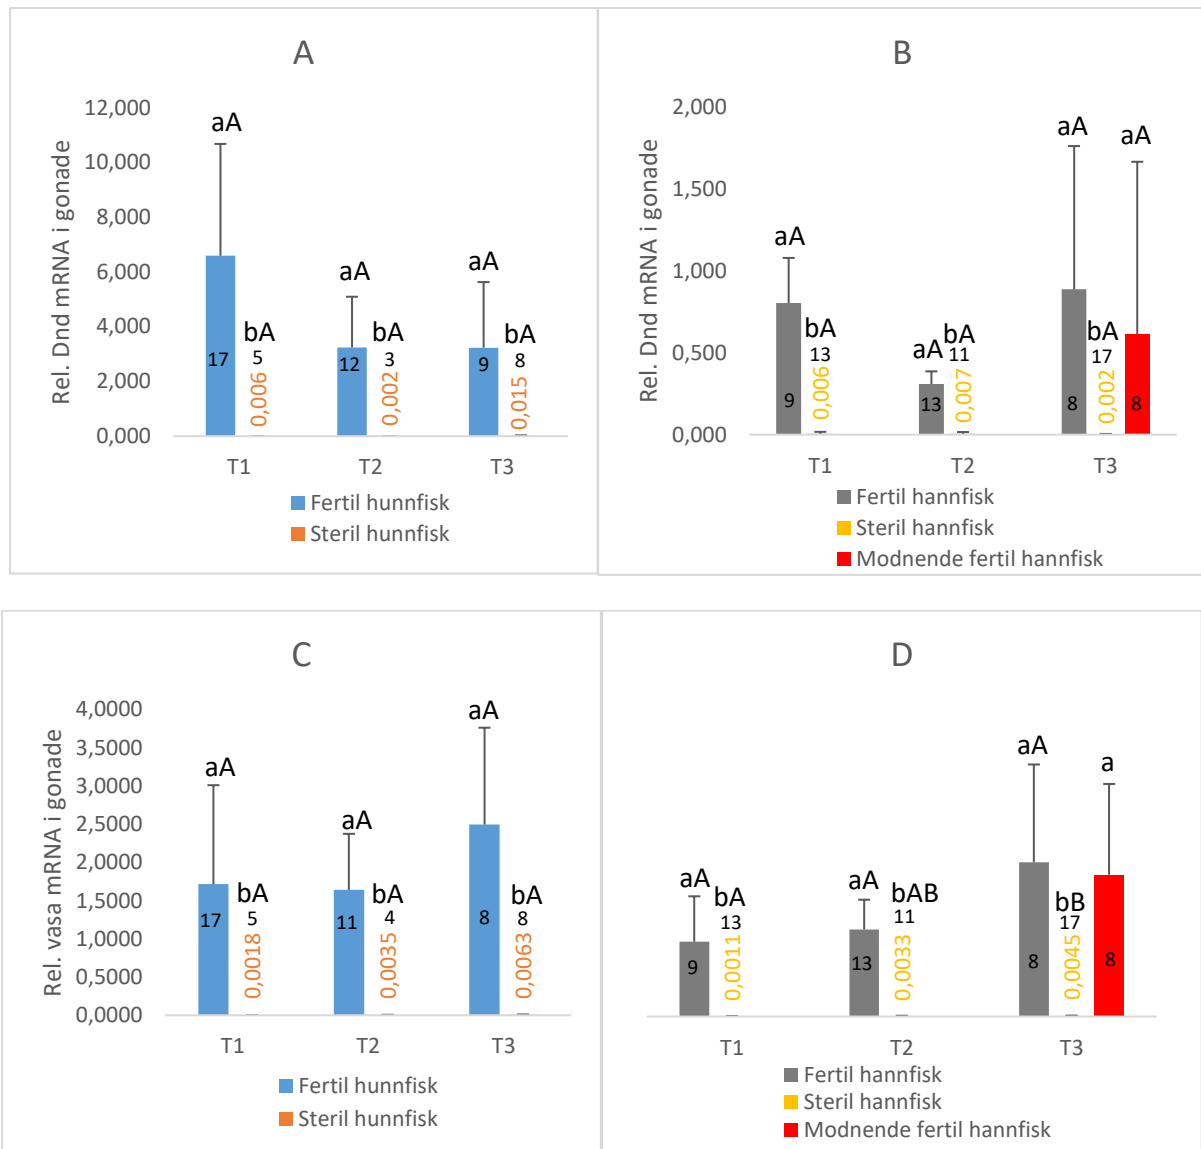 A
Rel. Dnd mRNA i gonade
12,000
10,000
8,000
6,000
4,000
2,000
0,000
aA
17
bA
5
0,006
aA
12
bA
3
0,002
aA
9
bA
8
0,015
T1 T2 T3
Fertil hunnfisk
Steril hunnfisk
B
Rel. Dnd mRNA i gonade
2,000
1,500
1,000
0,500
0,000
aA
9
bA
13
0,006
aA
13
bA
11
0,007
aA
8
bA
17
0,002
aA
8
T1 T2 T3
Fertil hannfisk
Steril hannfisk
Modnende fertil hannfisk
C
Rel. vasa mRNA i gonade
4,0000
3,5000
3,0000
2,5000
2,0000
1,5000
1,0000
0,5000
0,0000
aA
17
bA
5
0,0018
aA
11
bA
4
0,0035
aA
8
bA
8
0,0063
T1 T2 T3
Fertil hunnfisk
Steril hunnfisk
D
aA
9
bA
13
0,0011
aA
13
bAB
11
0,0033
aA
8
bB
17
0,0045
a
8
T1 T2 T3
Fertil hannfisk
Steril hannfisk
Modnende fertil hannfisk